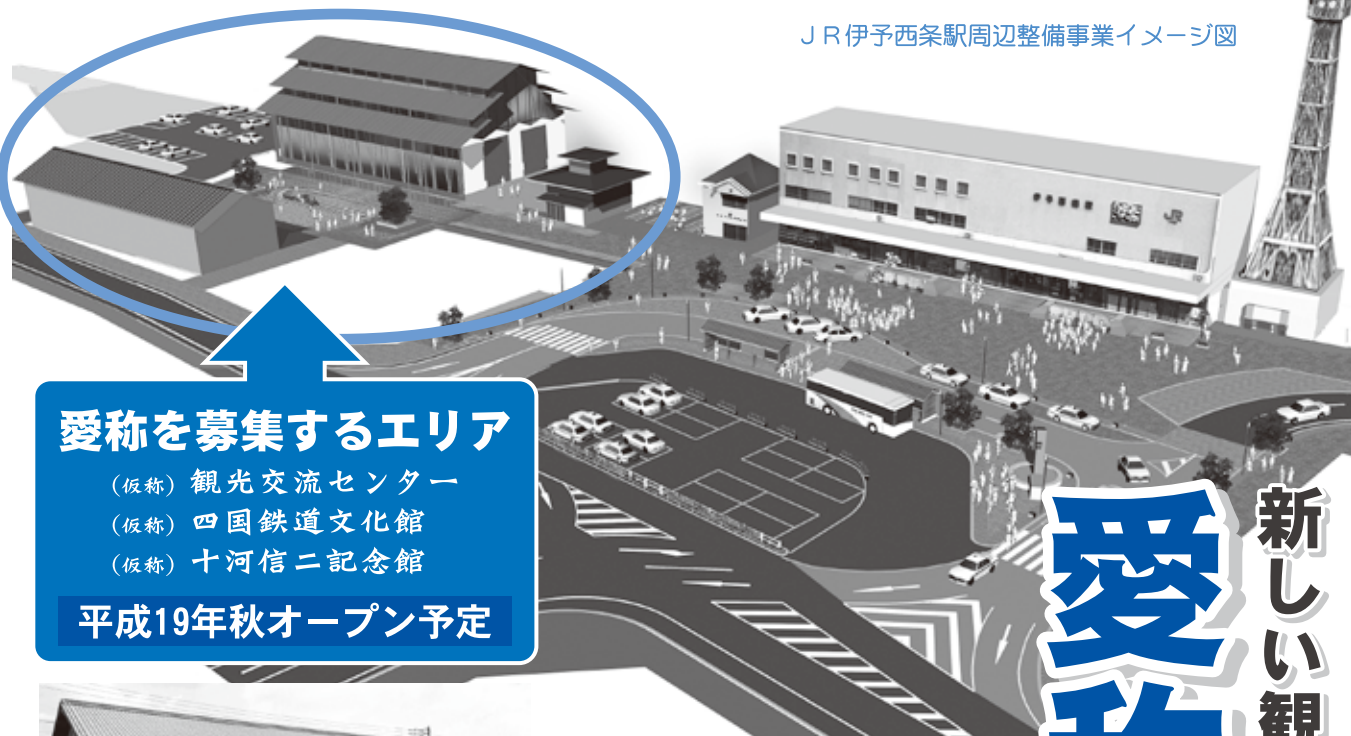 JR伊予西条駅周辺整備事業イメージ図
愛称を募集するエリア
(仮称) 観光交流センター
(仮称) 四国鉄道文化館
(仮称) 十河信二記念館
平成19年秋オープン予定
新しい観
愛称